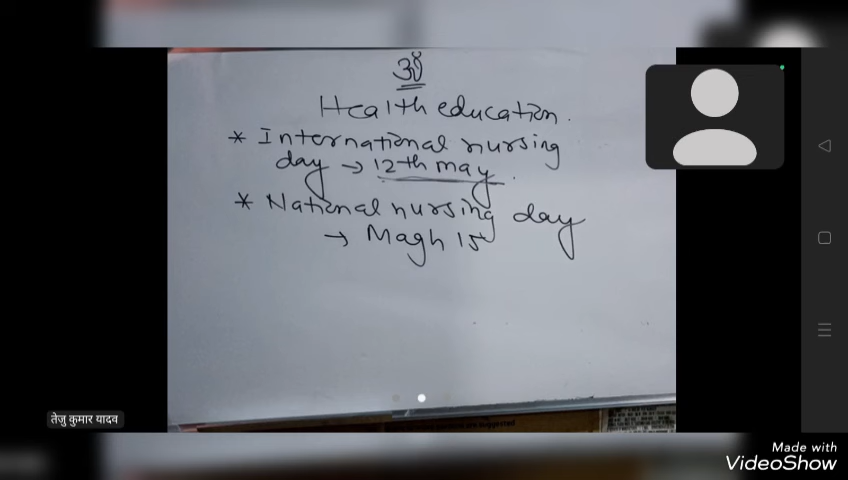 ॐ
Health education.
* International nursing
day → 12th may.
* National nursing day
→ Magh 15
तेजु कुमार यादव
Made with
VideoShow